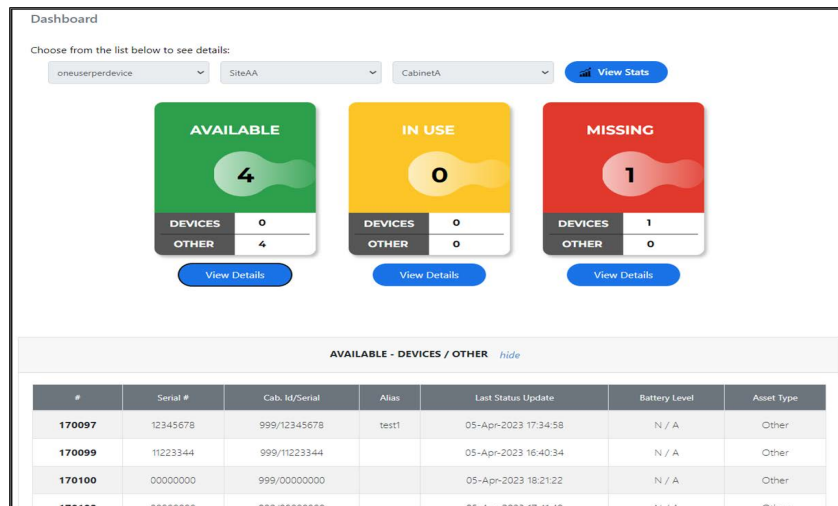 Dashboard
Choose from the list below to see details:
oneuserperdevice SiteAA CabinetA View Stats
AVAILABLE IN USE MISSING
4 0 1
DEVICES 0 DEVICES 0 DEVICES 1
OTHER 4 OTHER 0 OTHER 0
View Details View Details View Details
AVAILABLE - DEVICES / OTHER hide
# Serial # Cab. Id/Serial Alias Last Status Update Battery Level Asset Type
170097 12345678 999/12345678 test1 05-Apr-2023 17:34:58 N / A Other
170099 11223344 999/11223344 05-Apr-2023 16:40:34 N / A Other
170100 00000000 999/00000000 05-Apr-2023 18:21:22 N / A Other